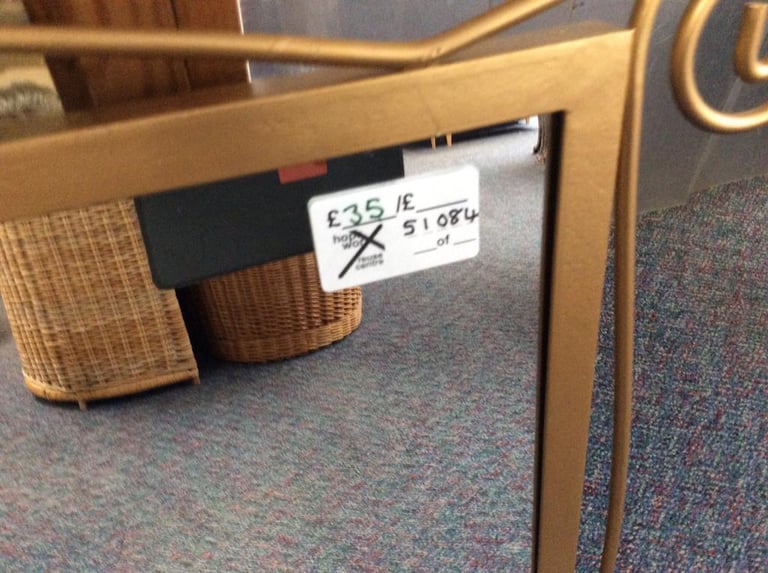 £35/£
51084
reuse
centre
of